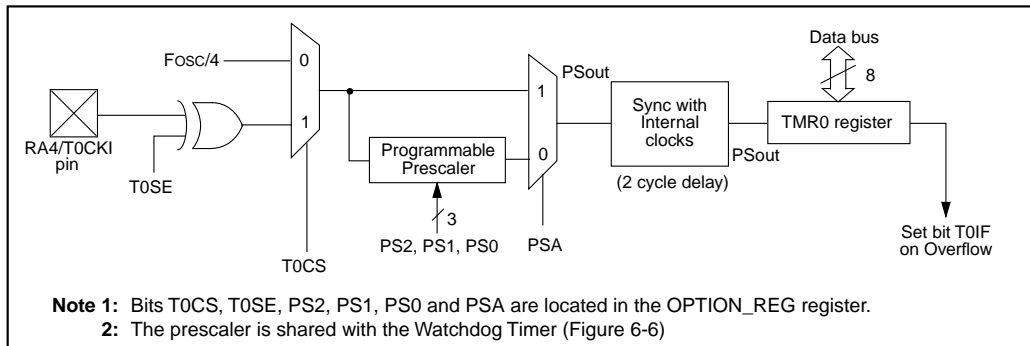 Data bus
FOSC/4
0
PSout
8
1
Sync with
Internal
clocks
TMR0 register
1
RA4/T0CKI
pin
Programmable
Prescaler
0
PSout
T0SE
(2 cycle delay)
3
PS2, PS1, PS0
PSA
Set bit T0IF
on Overflow
T0CS
Note 1: Bits T0CS, T0SE, PS2, PS1, PS0 and PSA are located in the OPTION_REG register.
2: The prescaler is shared with the Watchdog Timer (Figure 6-6)